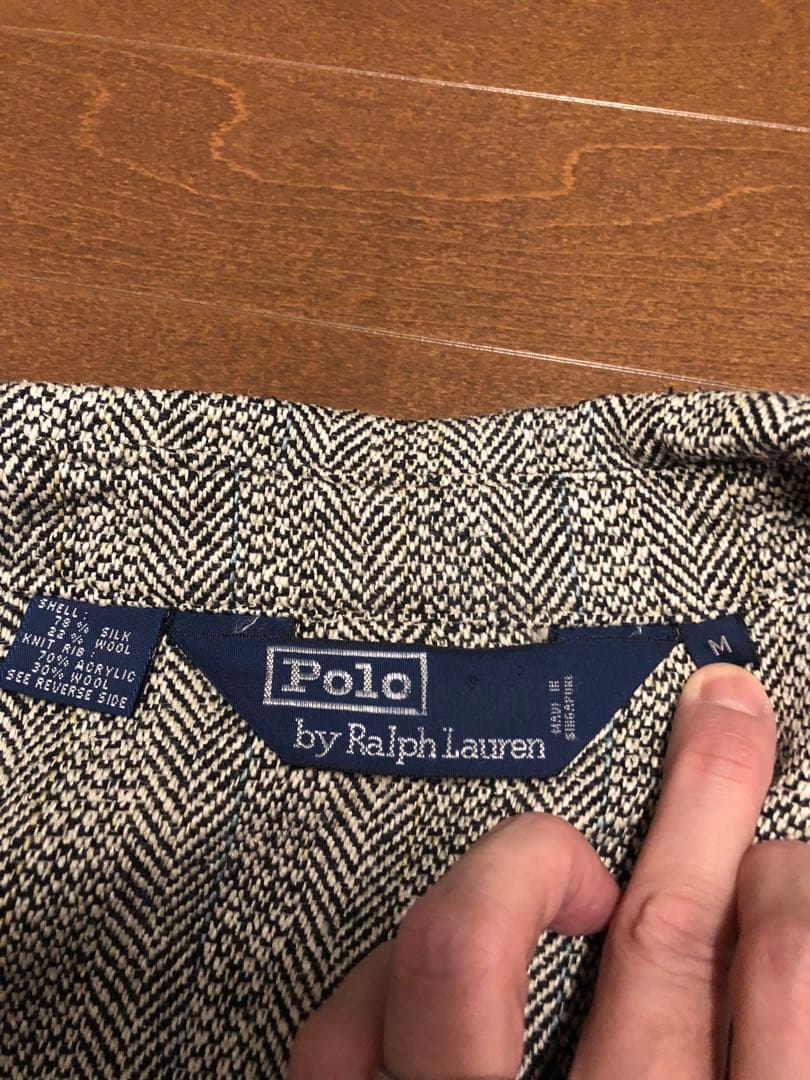 SHELL:
78% SILK
22% WOOL
KNIT RIB:
70% ACRYLIC
30% WOOL
SEE REVERSE SIDE
Polo
by Ralph Lauren
MADE IN
SINGAPORE
M